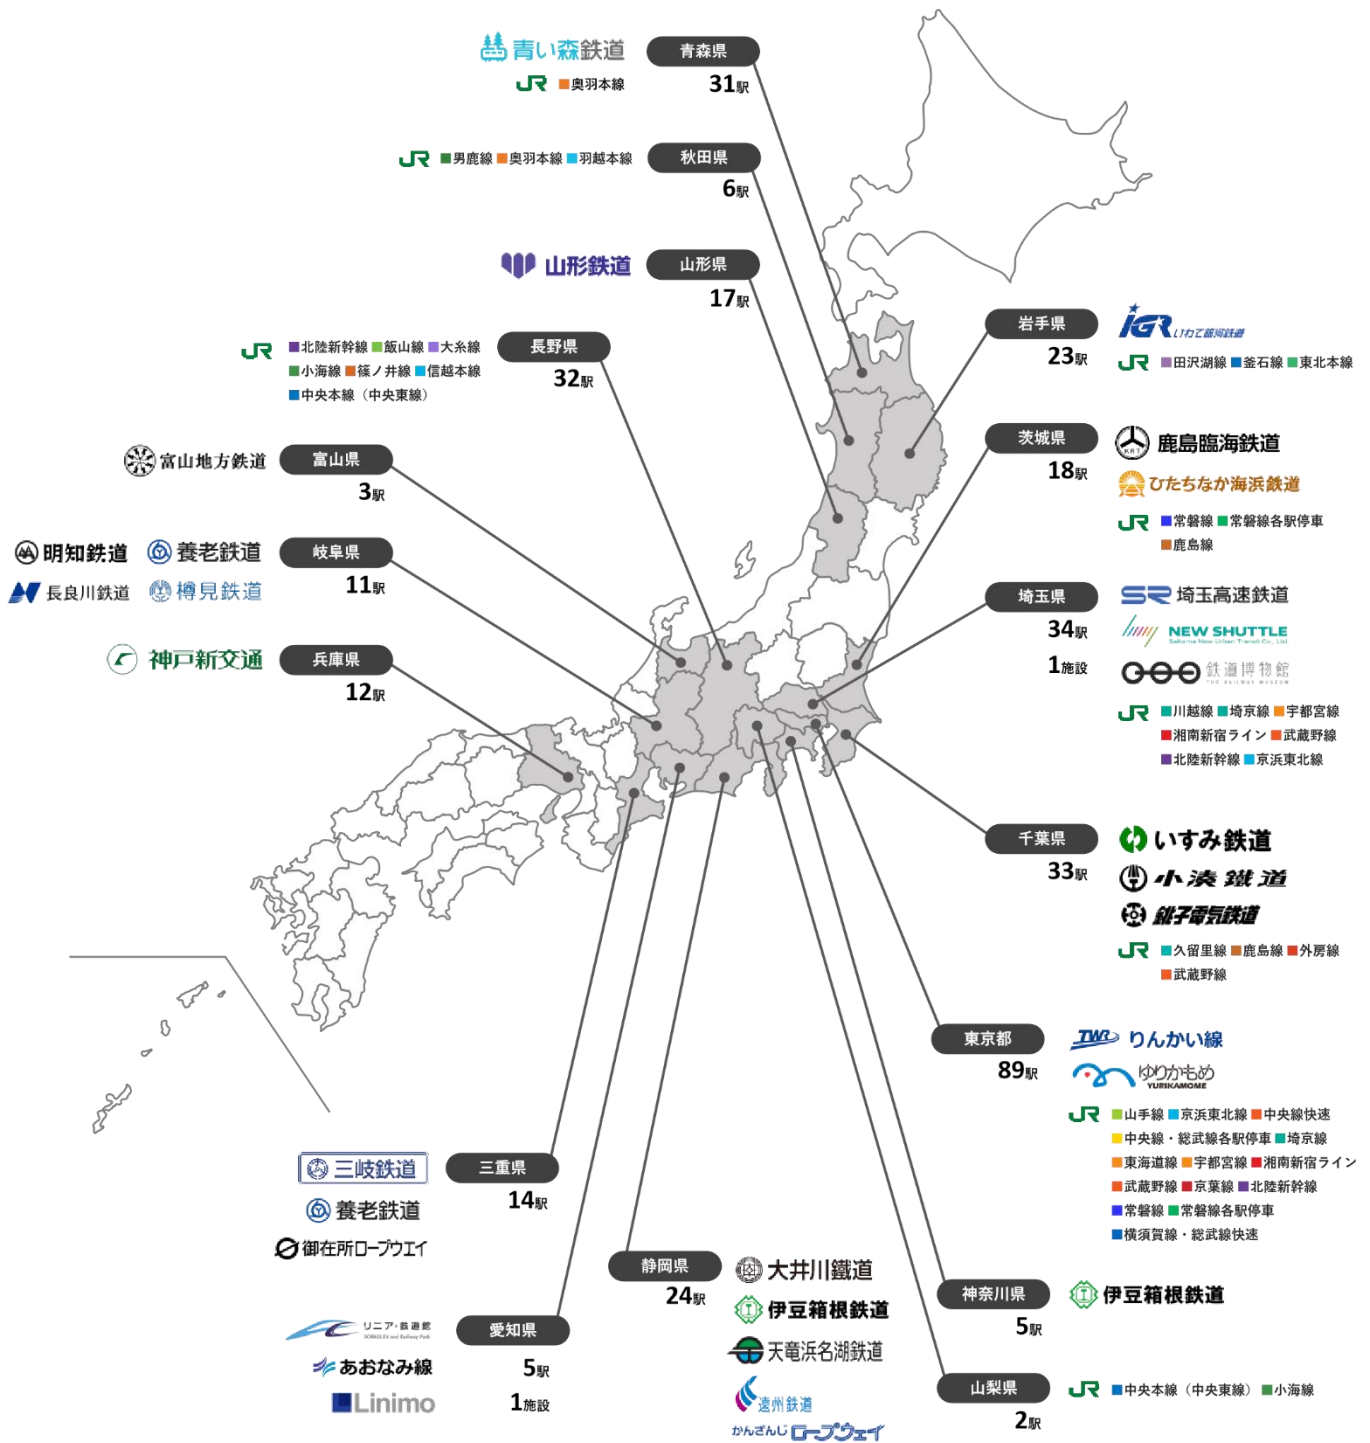 青い森鉄道
青森県
31駅
JR ■奥羽本線
JR ■男鹿線 ■奥羽本線 ■羽越本線
秋田県
6駅
山形鉄道
山形県
17駅
長野県
32駅
JR ■北陸新幹線 ■飯山線 ■大糸線
■小海線 ■篠ノ井線 ■信越本線
■中央本線（中央東線）
富山地方鉄道
富山県
3駅
明知鉄道 養老鉄道
長良川鉄道 樽見鉄道
岐阜県
11駅
神戸新交通
兵庫県
12駅
岩手県
23駅
IGR いわて銀河鉄道
JR ■田沢湖線 ■釜石線 ■東北本線
茨城県
18駅
KRT 鹿島臨海鉄道
ひたちなか海浜鉄道
JR ■常磐線 ■常磐線各駅停車
■鹿島線
埼玉県
34駅
1施設
SR 埼玉高速鉄道
NEW SHUTTLE
Saitama New Urban Transit Co., Ltd.
鉄道博物館
THE RAILWAY MUSEUM
JR ■川越線 ■埼京線 ■宇都宮線
■湘南新宿ライン ■武蔵野線
■北陸新幹線 ■京浜東北線
千葉県
33駅
いすみ鉄道
小湊鐵道
銚子電気鉄道
JR ■久留里線 ■鹿島線 ■外房線
■武蔵野線
東京都
89駅
TWR りんかい線
ゆりかもめ
YURIKAMOME
JR ■山手線 ■京浜東北線 ■中央線快速
■中央線・総武線各駅停車 ■埼京線
■東海道線 ■宇都宮線 ■湘南新宿ライン
■武蔵野線 ■京葉線 ■北陸新幹線
■常磐線 ■常磐線各駅停車
■横須賀線・総武線快速
三岐鉄道
養老鉄道
御在所ロープウエイ
三重県
14駅
静岡県
24駅
大井川鐵道
伊豆箱根鉄道
天竜浜名湖鉄道
遠州鉄道
かんざんじロープウェイ
リニア・鉄道館
SCMAGLEV and Railway Park
あおなみ線
Linimo
愛知県
5駅
1施設
神奈川県
5駅
伊豆箱根鉄道
山梨県
2駅
JR ■中央本線（中央東線） ■小海線